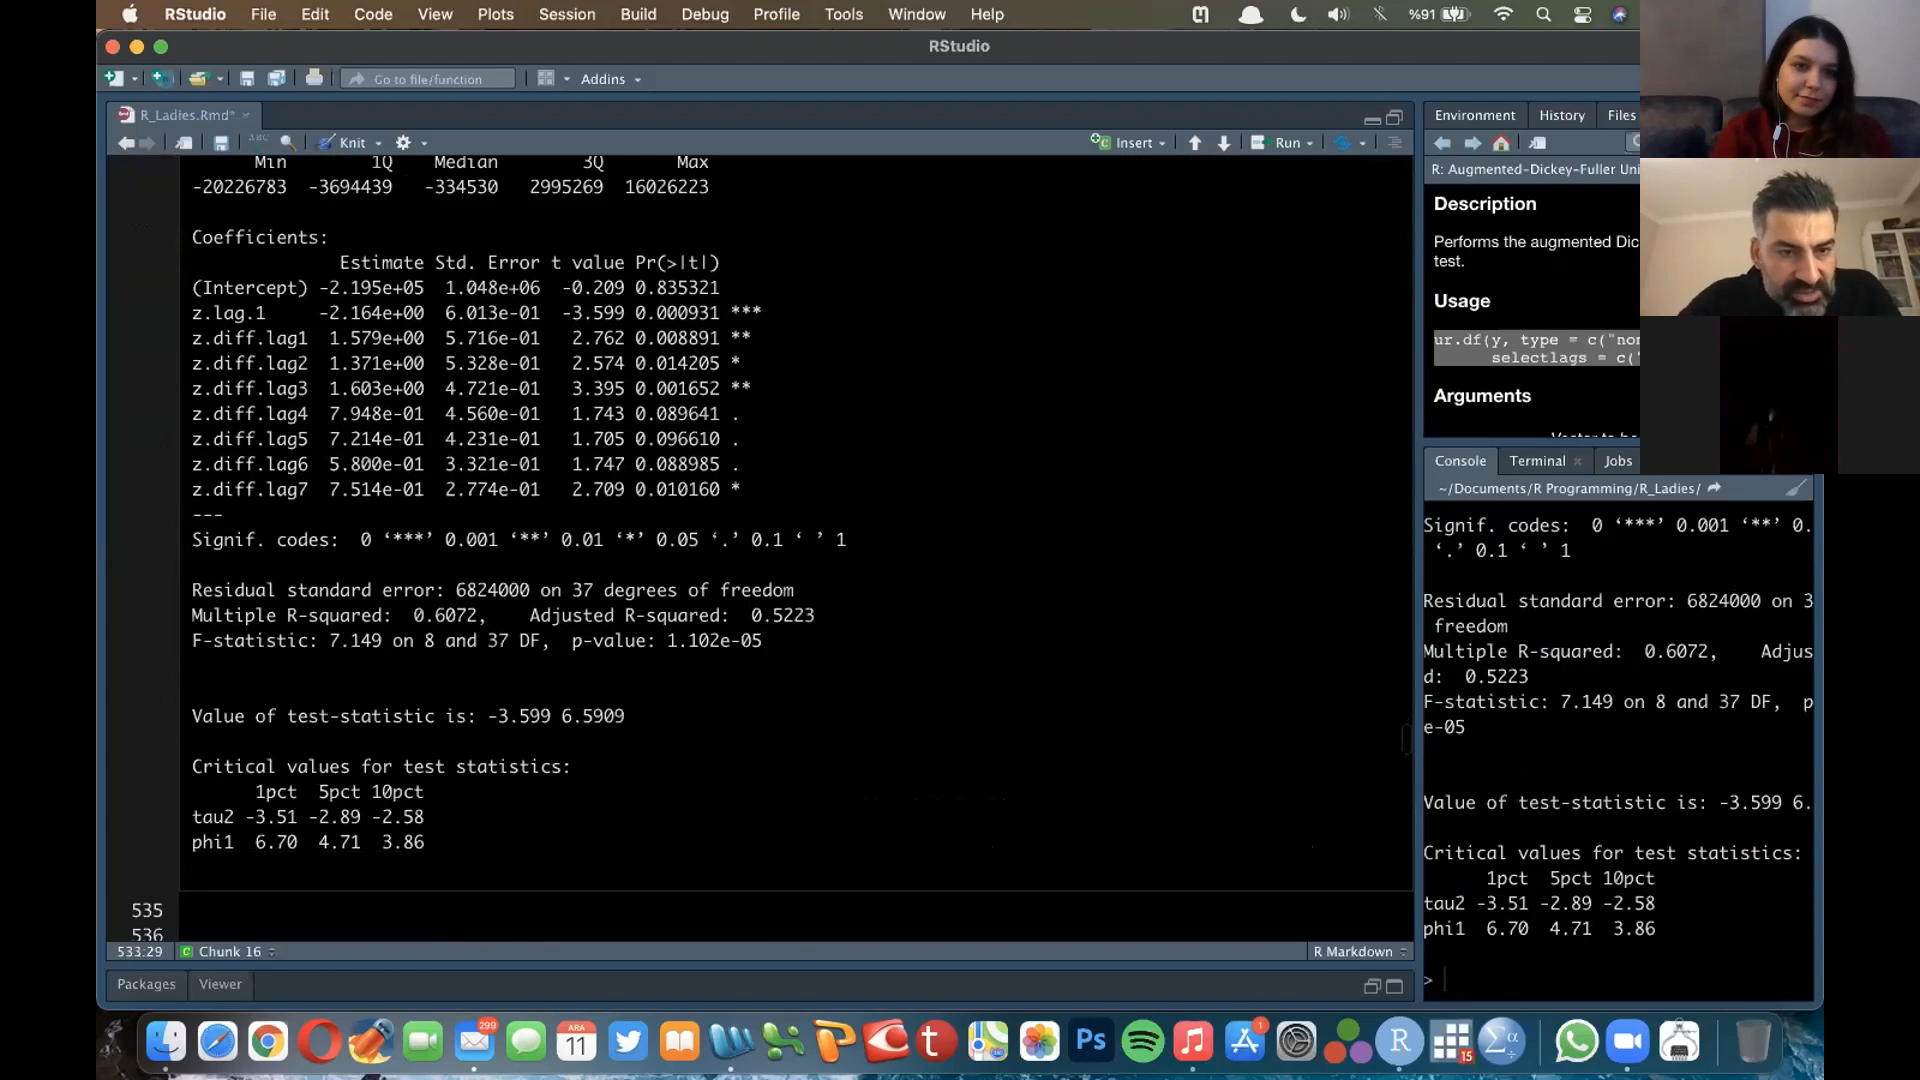 RStudio File Edit Code View Plots Session Build Debug Profile Tools Window Help %91
RStudio
Go to file/function Addins
R_Ladies.Rmd*
Knit Insert Run
Min 1Q Median 3Q Max
-20226783 -3694439 -334530 2995269 16026223
Coefficients:
Estimate Std. Error t value Pr(>|t|)
(Intercept) -2.195e+05 1.048e+06 -0.209 0.835321
z.lag.1 -2.164e+00 6.013e-01 -3.599 0.000931 ***
z.diff.lag1 1.579e+00 5.716e-01 2.762 0.008891 **
z.diff.lag2 1.371e+00 5.328e-01 2.574 0.014205 *
z.diff.lag3 1.603e+00 4.721e-01 3.395 0.001652 **
z.diff.lag4 7.948e-01 4.560e-01 1.743 0.089641 .
z.diff.lag5 7.214e-01 4.231e-01 1.705 0.096610 .
z.diff.lag6 5.800e-01 3.321e-01 1.747 0.088985 .
z.diff.lag7 7.514e-01 2.774e-01 2.709 0.010160 *
---
Signif. codes: 0 ‘***’ 0.001 ‘**’ 0.01 ‘*’ 0.05 ‘.’ 0.1 ‘ ’ 1
Residual standard error: 6824000 on 37 degrees of freedom
Multiple R-squared: 0.6072, Adjusted R-squared: 0.5223
F-statistic: 7.149 on 8 and 37 DF, p-value: 1.102e-05
Value of test-statistic is: -3.599 6.5909
Critical values for test statistics:
1pct 5pct 10pct
tau2 -3.51 -2.89 -2.58
phi1 6.70 4.71 3.86
535
536
533:29 Chunk 16 R Markdown
Packages Viewer
Environment History Files
R: Augmented-Dickey-Fuller Uni
Description
Performs the augmented Dic
test.
Usage
ur.df(y, type = c("non
selectlags = c("
Arguments
Console Terminal Jobs
~/Documents/R Programming/R_Ladies/
Signif. codes: 0 ‘***’ 0.001 ‘**’ 0.
‘.’ 0.1 ‘ ’ 1
Residual standard error: 6824000 on 3
freedom
Multiple R-squared: 0.6072, Adjus
d: 0.5223
F-statistic: 7.149 on 8 and 37 DF, p
e-05
Value of test-statistic is: -3.599 6.
Critical values for test statistics:
1pct 5pct 10pct
tau2 -3.51 -2.89 -2.58
phi1 6.70 4.71 3.86
>
299
ARA
11
t
Ps
1
R
15
Σα